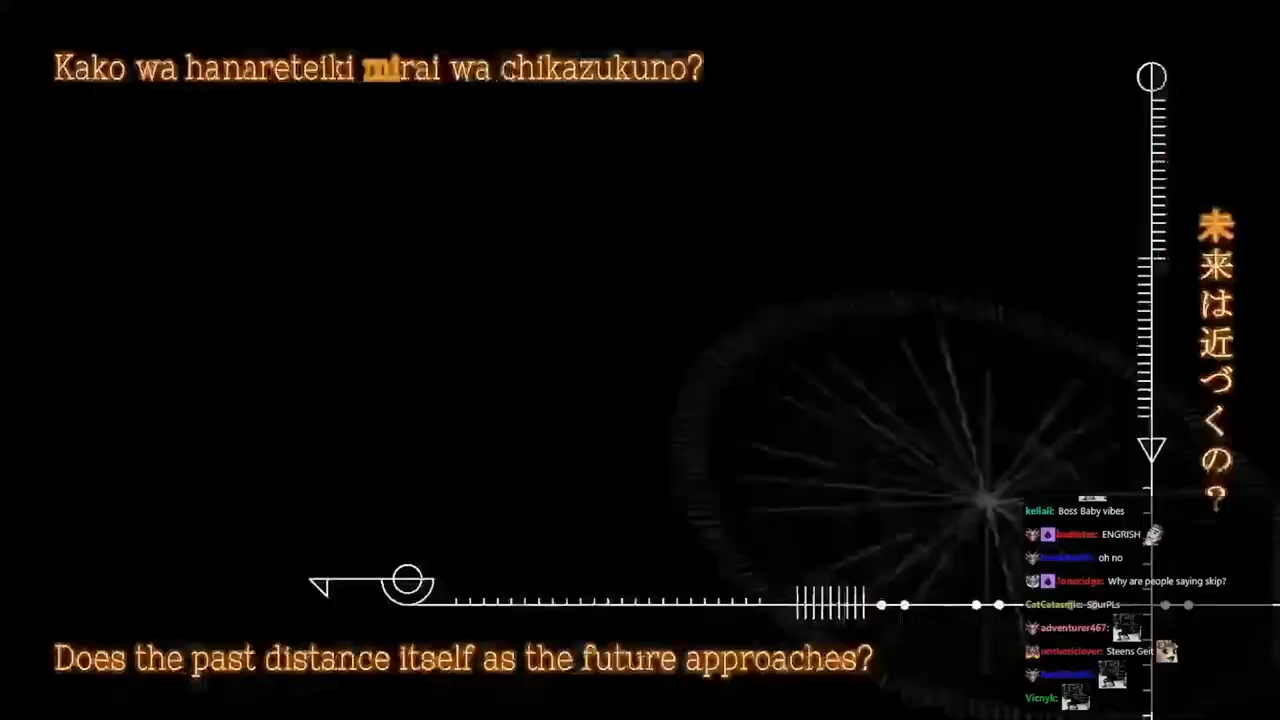 Kako wa hanareteiki mirai wa chikazukuno?
未来は近づくの?
Does the past distance itself as the future approaches?
keliali: Boss Baby vibes
ENGRISH
oh no
Why are people saying skip?
SourPLs
adventurer467:
Steens Geit
Vicnyk: